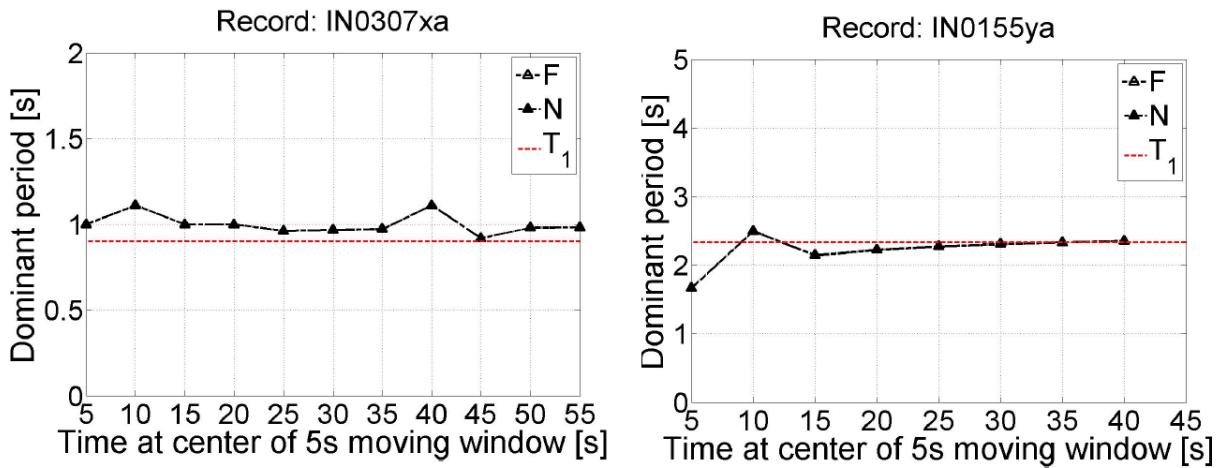 Record: IN0307xa
Dominant period [s]
2
1.5
1
0.5
0
F
N
T1
5 10 15 20 25 30 35 40 45 50 55
Time at center of 5s moving window [s]
Record: IN0155ya
Dominant period [s]
5
4
3
2
1
0
F
N
T1
5 10 15 20 25 30 35 40 45
Time at center of 5s moving window [s]